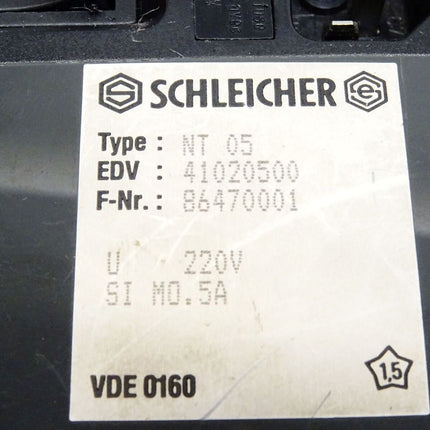 SCHLEICHER
Type : NT 05
EDV : 41020500
F-Nr. : 86470001
U 220V
SI M0.5A
VDE 0160
1,5